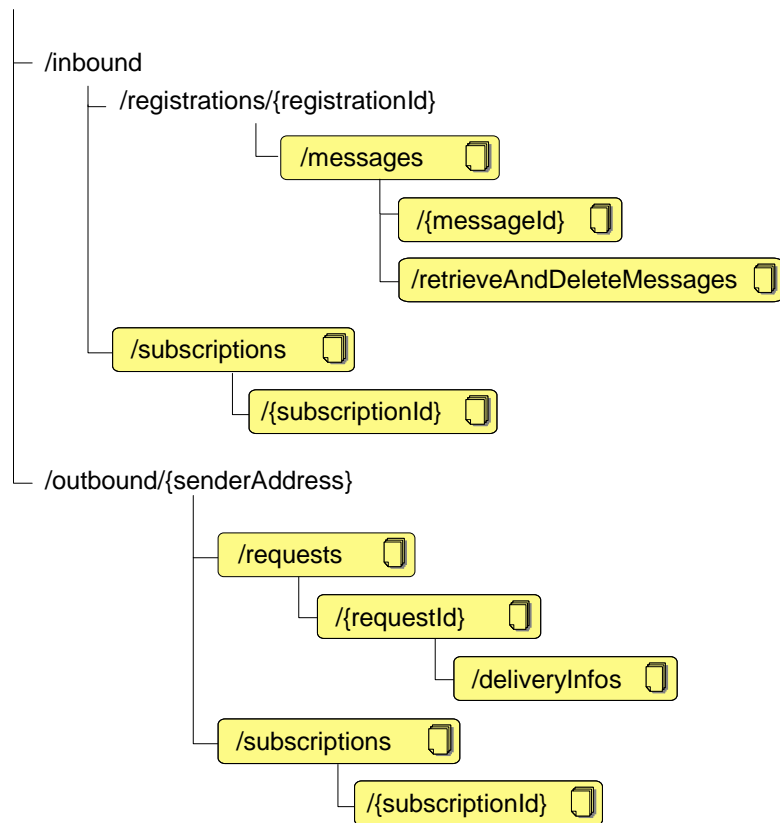 /inbound
/registrations/{registrationId}
/messages
/{messageId}
/retrieveAndDeleteMessages
/subscriptions
/{subscriptionId}
/outbound/{senderAddress}
/requests
/{requestId}
/deliveryInfos
/subscriptions
/{subscriptionId}